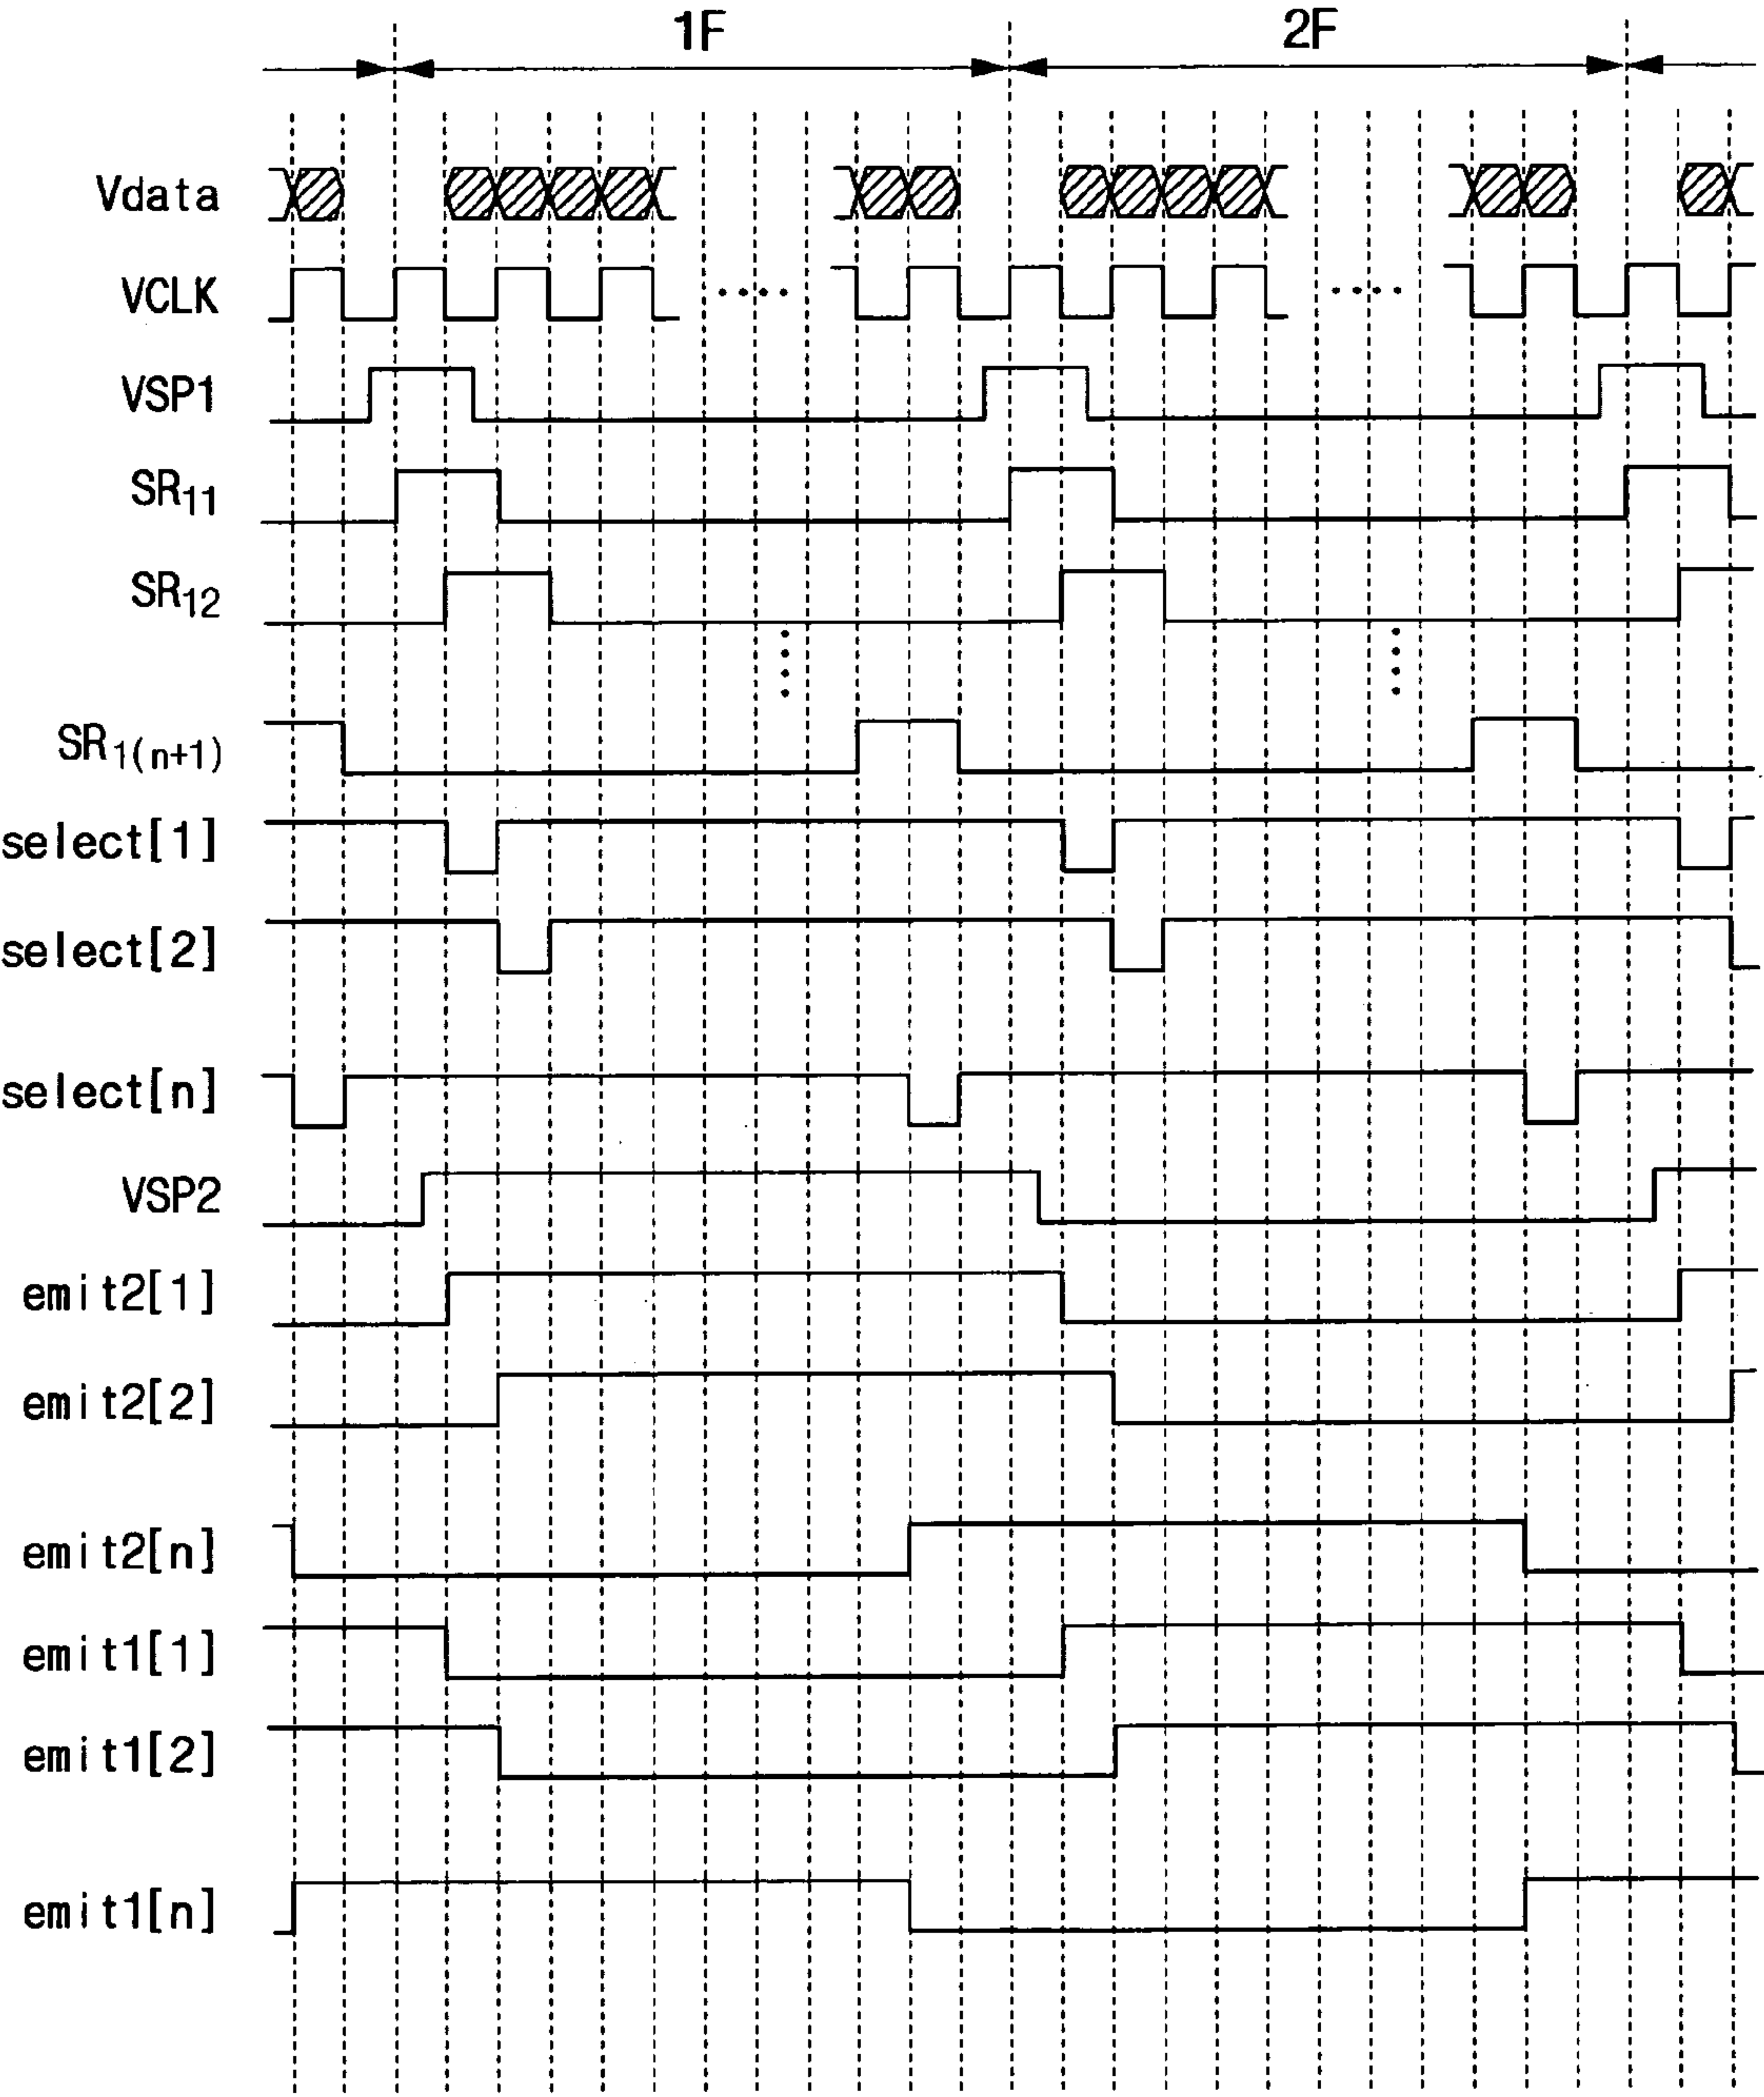 1F
2F
Vdata
VCLK
VSP1
SR11
SR12
SR1(n+1)
select[1]
select[2]
select[n]
VSP2
emit2[1]
emit2[2]
emit2[n]
emit1[1]
emit1[2]
emit1[n]